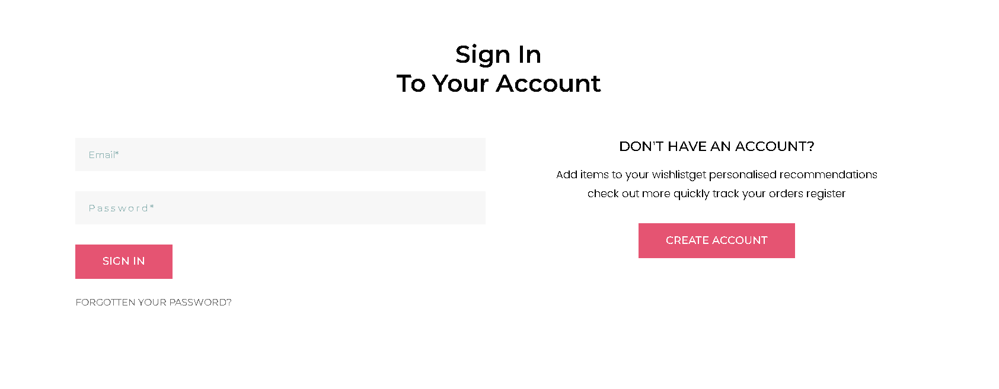 Sign In
To Your Account
Email*
Password*
SIGN IN
FORGOTTEN YOUR PASSWORD?
DON'T HAVE AN ACCOUNT?
Add items to your wishlistget personalised recommendations
check out more quickly track your orders register
CREATE ACCOUNT